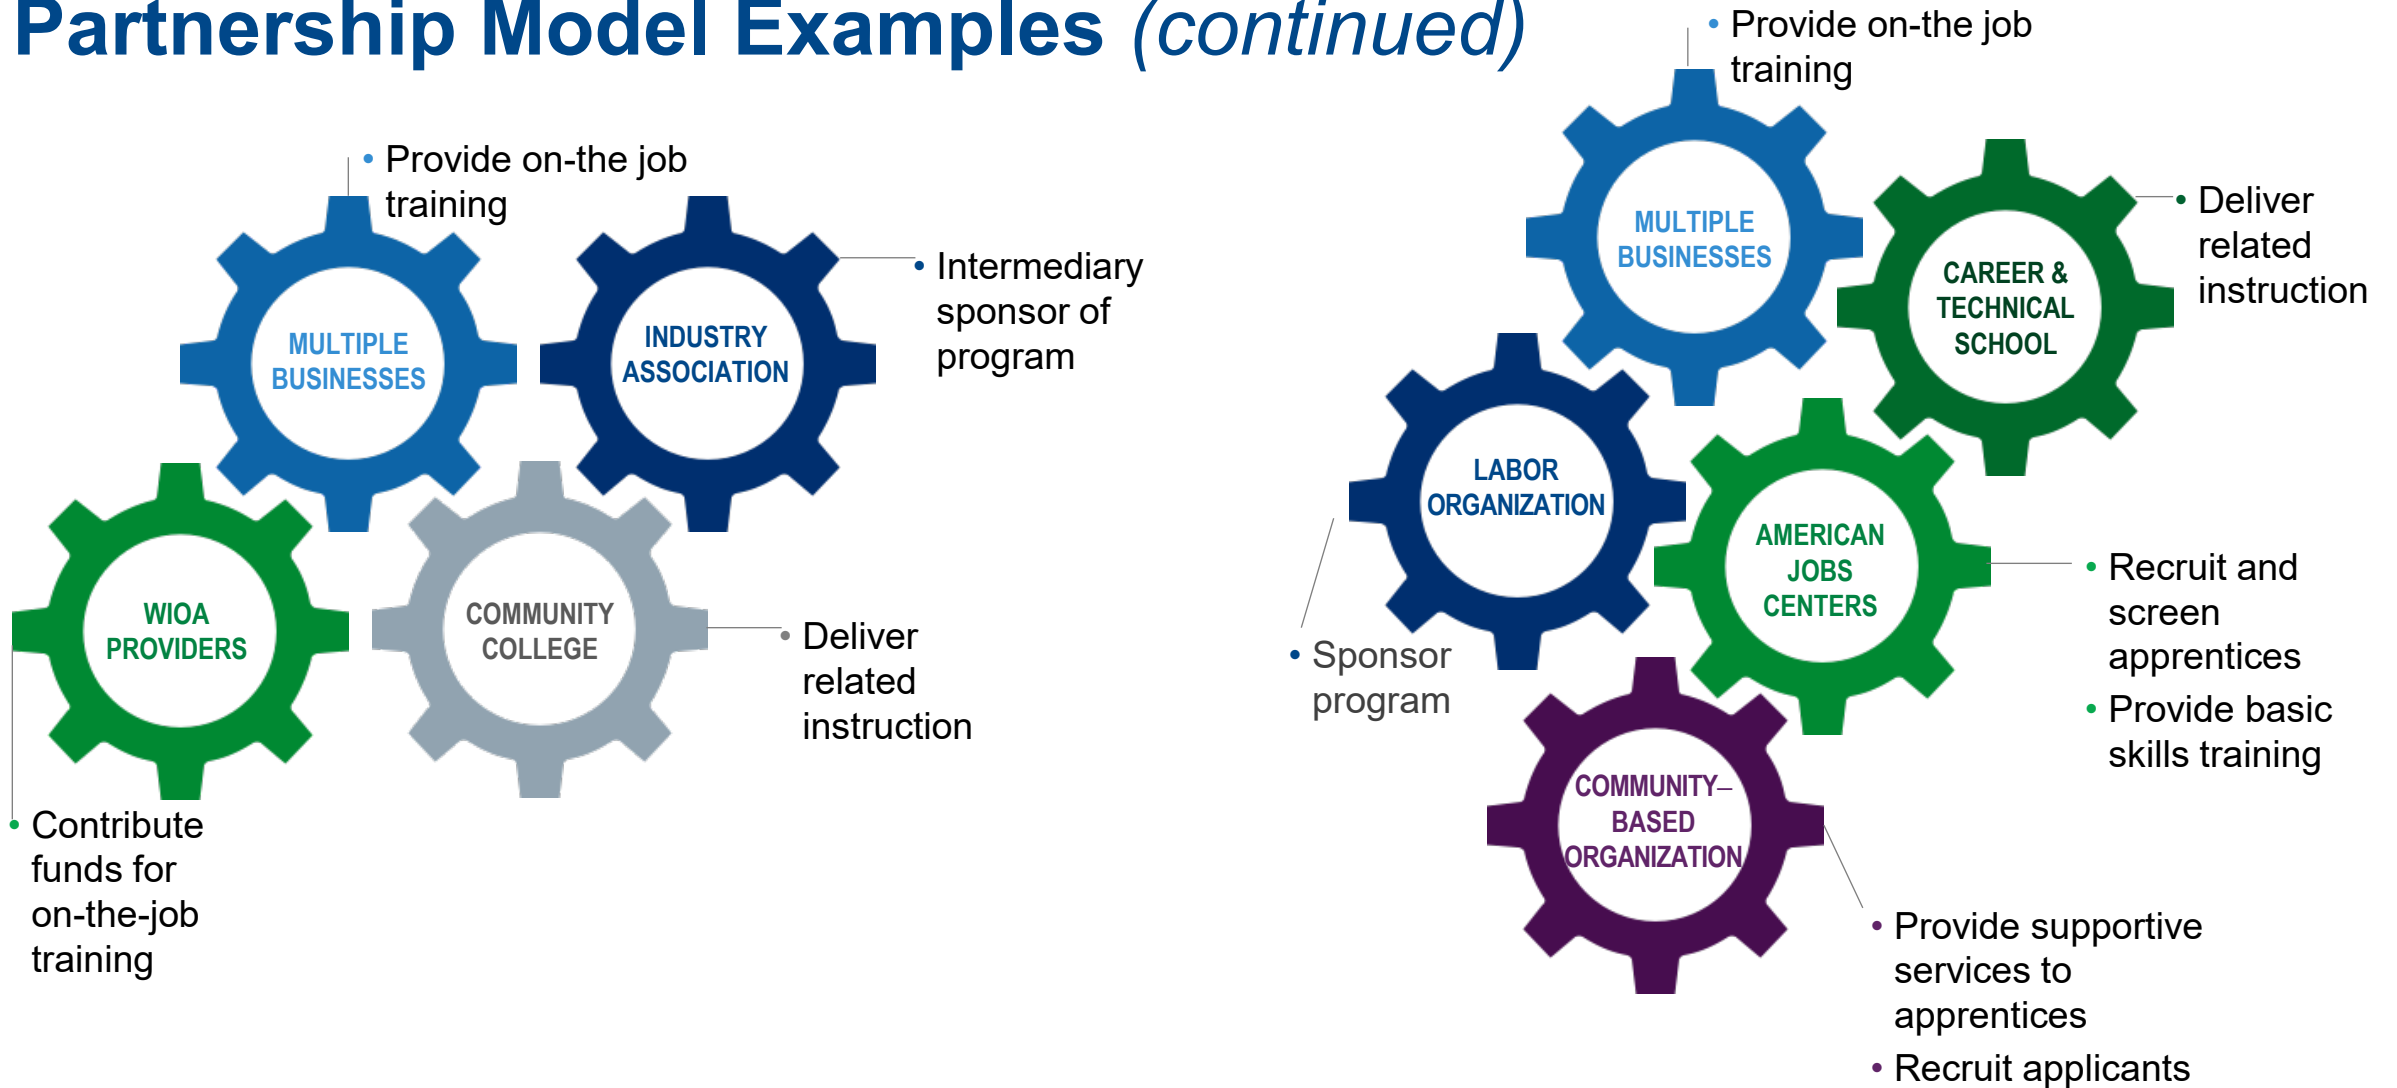 Partnership Model Examples (continued)
• Provide on-the job
training
MULTIPLE
BUSINESSES
INDUSTRY
ASSOCIATION
• Intermediary
sponsor of
program
WIOA
PROVIDERS
COMMUNITY
COLLEGE
• Deliver
related
instruction
• Contribute
funds for
on-the-job
training
• Provide on-the job
training
MULTIPLE
BUSINESSES
CAREER &
TECHNICAL
SCHOOL
• Deliver
related
instruction
LABOR
ORGANIZATION
• Sponsor
program
AMERICAN
JOBS
CENTERS
• Recruit and
screen
apprentices
• Provide basic
skills training
COMMUNITY–
BASED
ORGANIZATION
• Provide supportive
services to
apprentices
• Recruit applicants